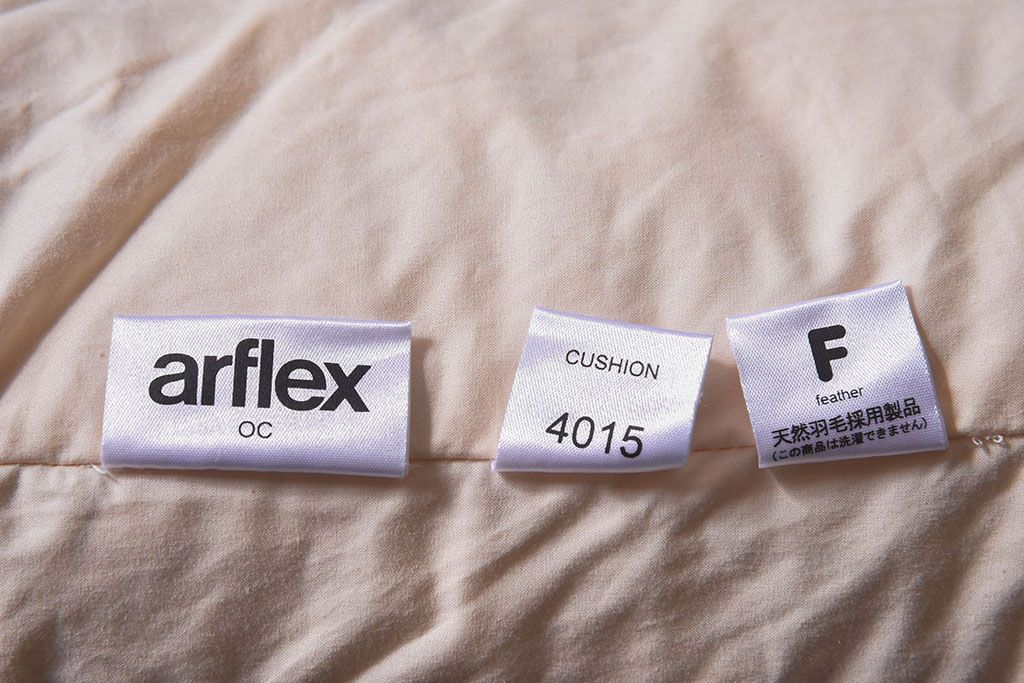 arflex
OC
CUSHION
4015
F
feather
天然羽毛採用製品
(この商品は洗濯できません)